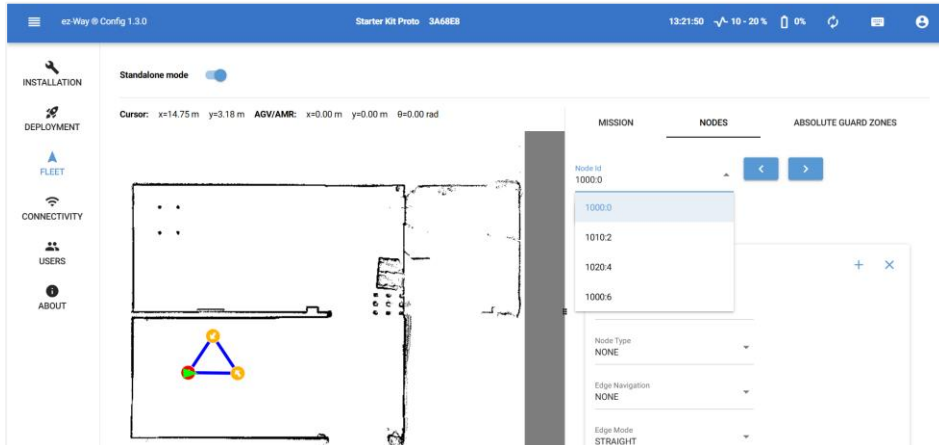 ez-Way ® Config 1.3.0
Starter Kit Proto 3A68E8
13:21:50 10 - 20 % 0%
INSTALLATION
DEPLOYMENT
FLEET
CONNECTIVITY
USERS
ABOUT
Standalone mode
Cursor: x=14.75 m y=3.18 m AGV/AMR: x=0.00 m y=0.00 m θ=0.00 rad
MISSION
NODES
ABSOLUTE GUARD ZONES
Node Id
1000:0
< >
1000:0
1010:2
1020:4
1000:6
Node Type
NONE
Edge Navigation
NONE
Edge Mode
STRAIGHT